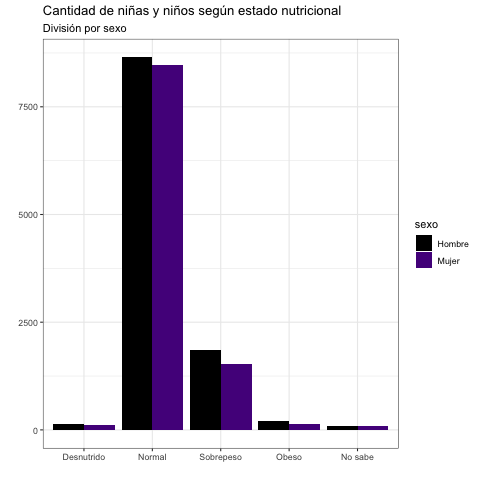 Cantidad de niñas y niños según estado nutricional
División por sexo
7500
5000
2500
0
Desnutrido Normal Sobrepeso Obeso No sabe
sexo
Hombre
Mujer